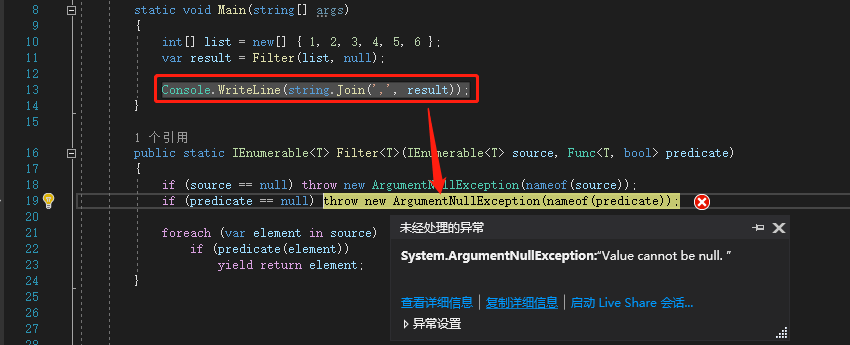 8 static void Main(string[] args)
9 {
10 int[] list = new[] { 1, 2, 3, 4, 5, 6 };
11 var result = Filter(list, null);
12
13 Console.WriteLine(string.Join(',', result));
14 }
15
1 个引用
16 public static IEnumerable<T> Filter<T>(IEnumerable<T> source, Func<T, bool> predicate)
17 {
18 if (source == null) throw new ArgumentNullException(nameof(source));
19 if (predicate == null) throw new ArgumentNullException(nameof(predicate));
20
21 foreach (var element in source)
22 if (predicate(element))
23 yield return element;
24 }
25
26
27
28
未经处理的异常
System.ArgumentNullException:“Value cannot be null. ”
查看详细信息 | 复制详细信息 | 启动 Live Share 会话...
异常设置